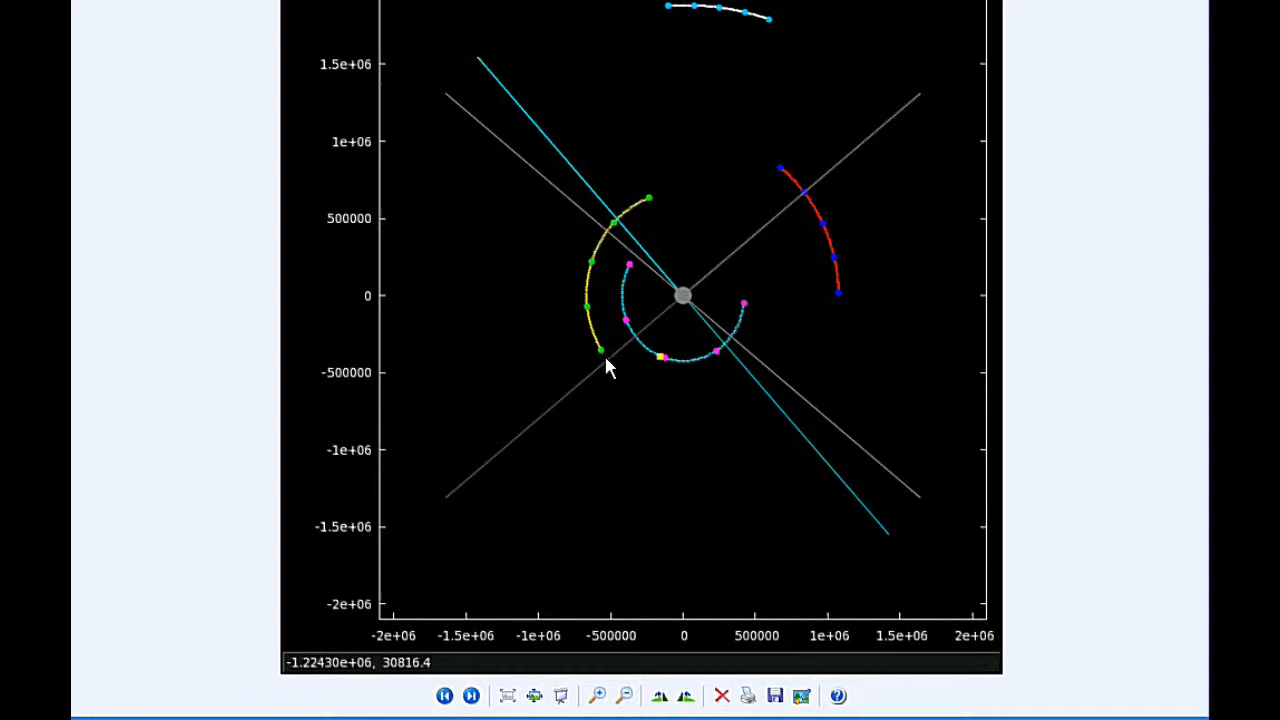 1.5e+06
1e+06
500000
0
-500000
-1e+06
-1.5e+06
-2e+06
-2e+06 -1.5e+06 -1e+06 -500000 0 500000 1e+06 1.5e+06 2e+06
-1.22430e+06, 30816.4